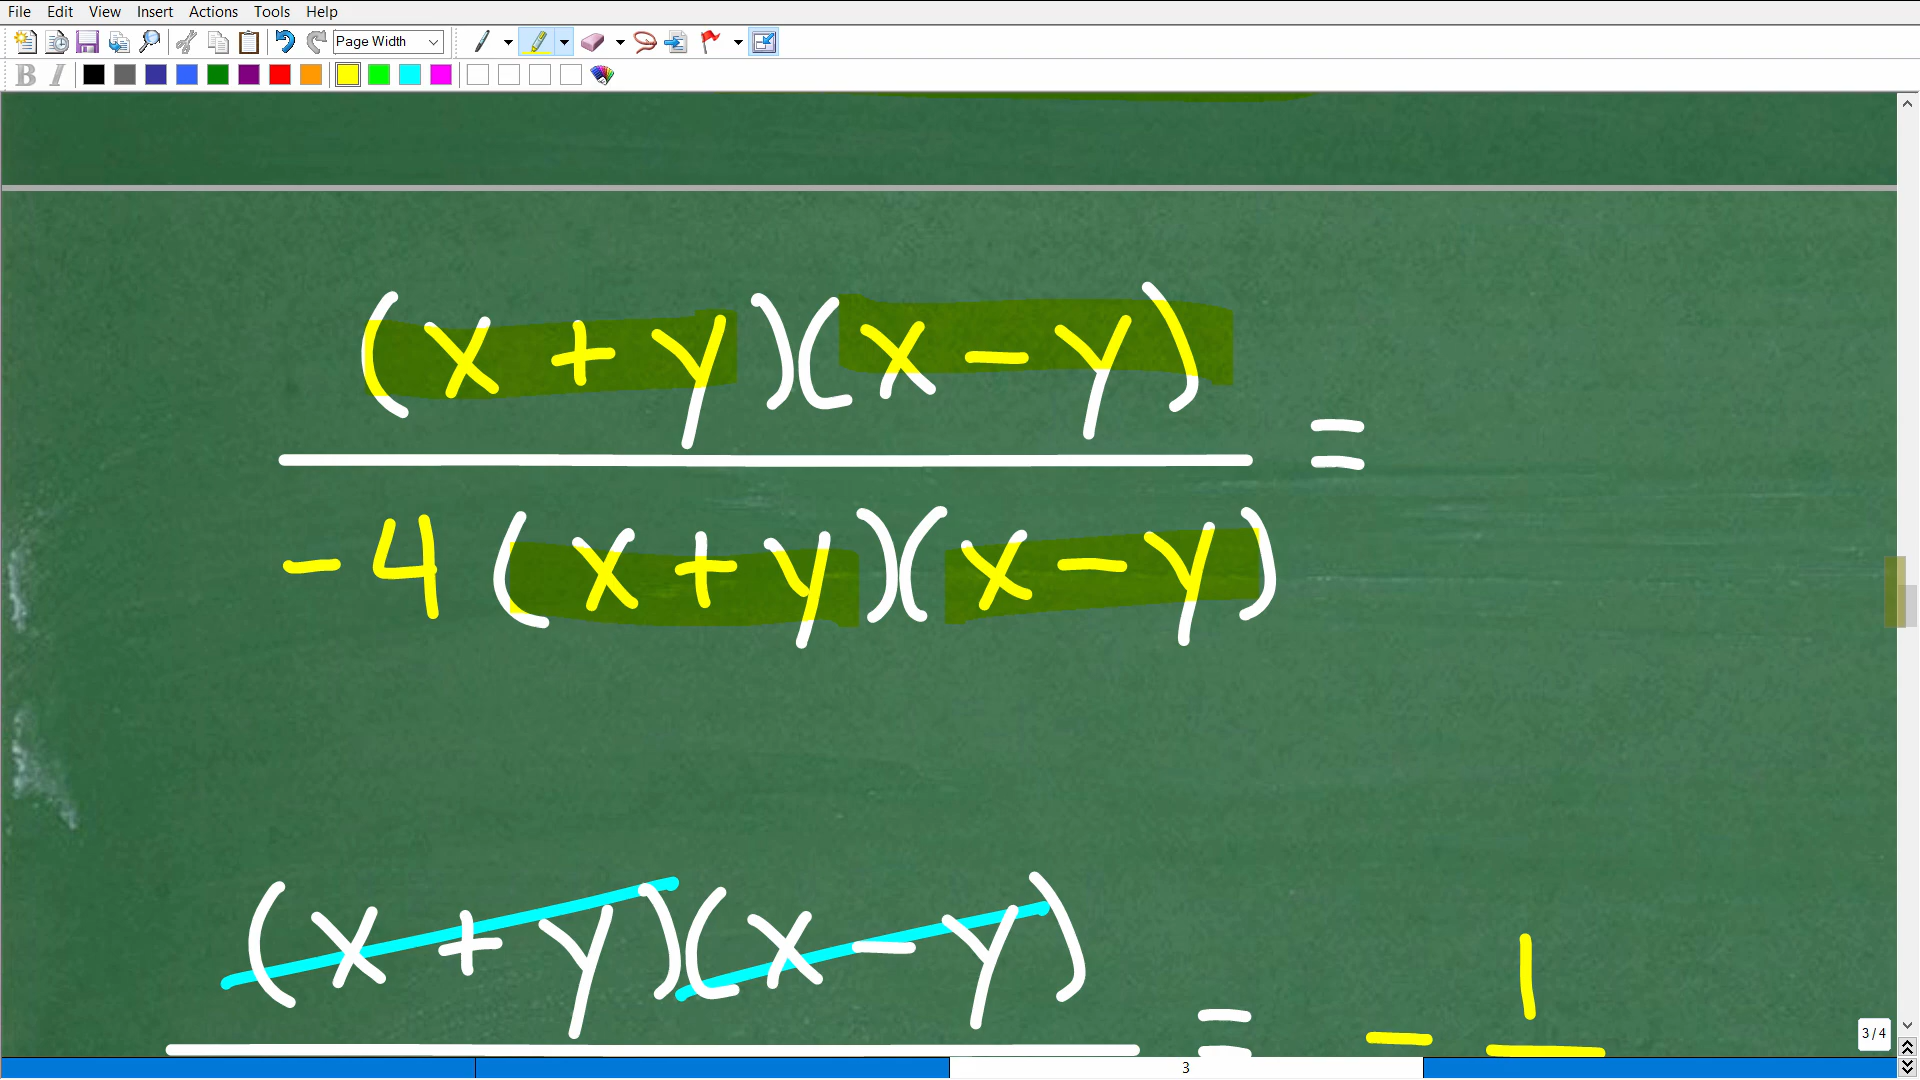 File Edit View Insert Actions Tools Help
Page Width
B I
(x + y)(x - y)
=
- 4 (x + y)(x - y)
(x + y)(x - y)
= - 1
3 / 4
3